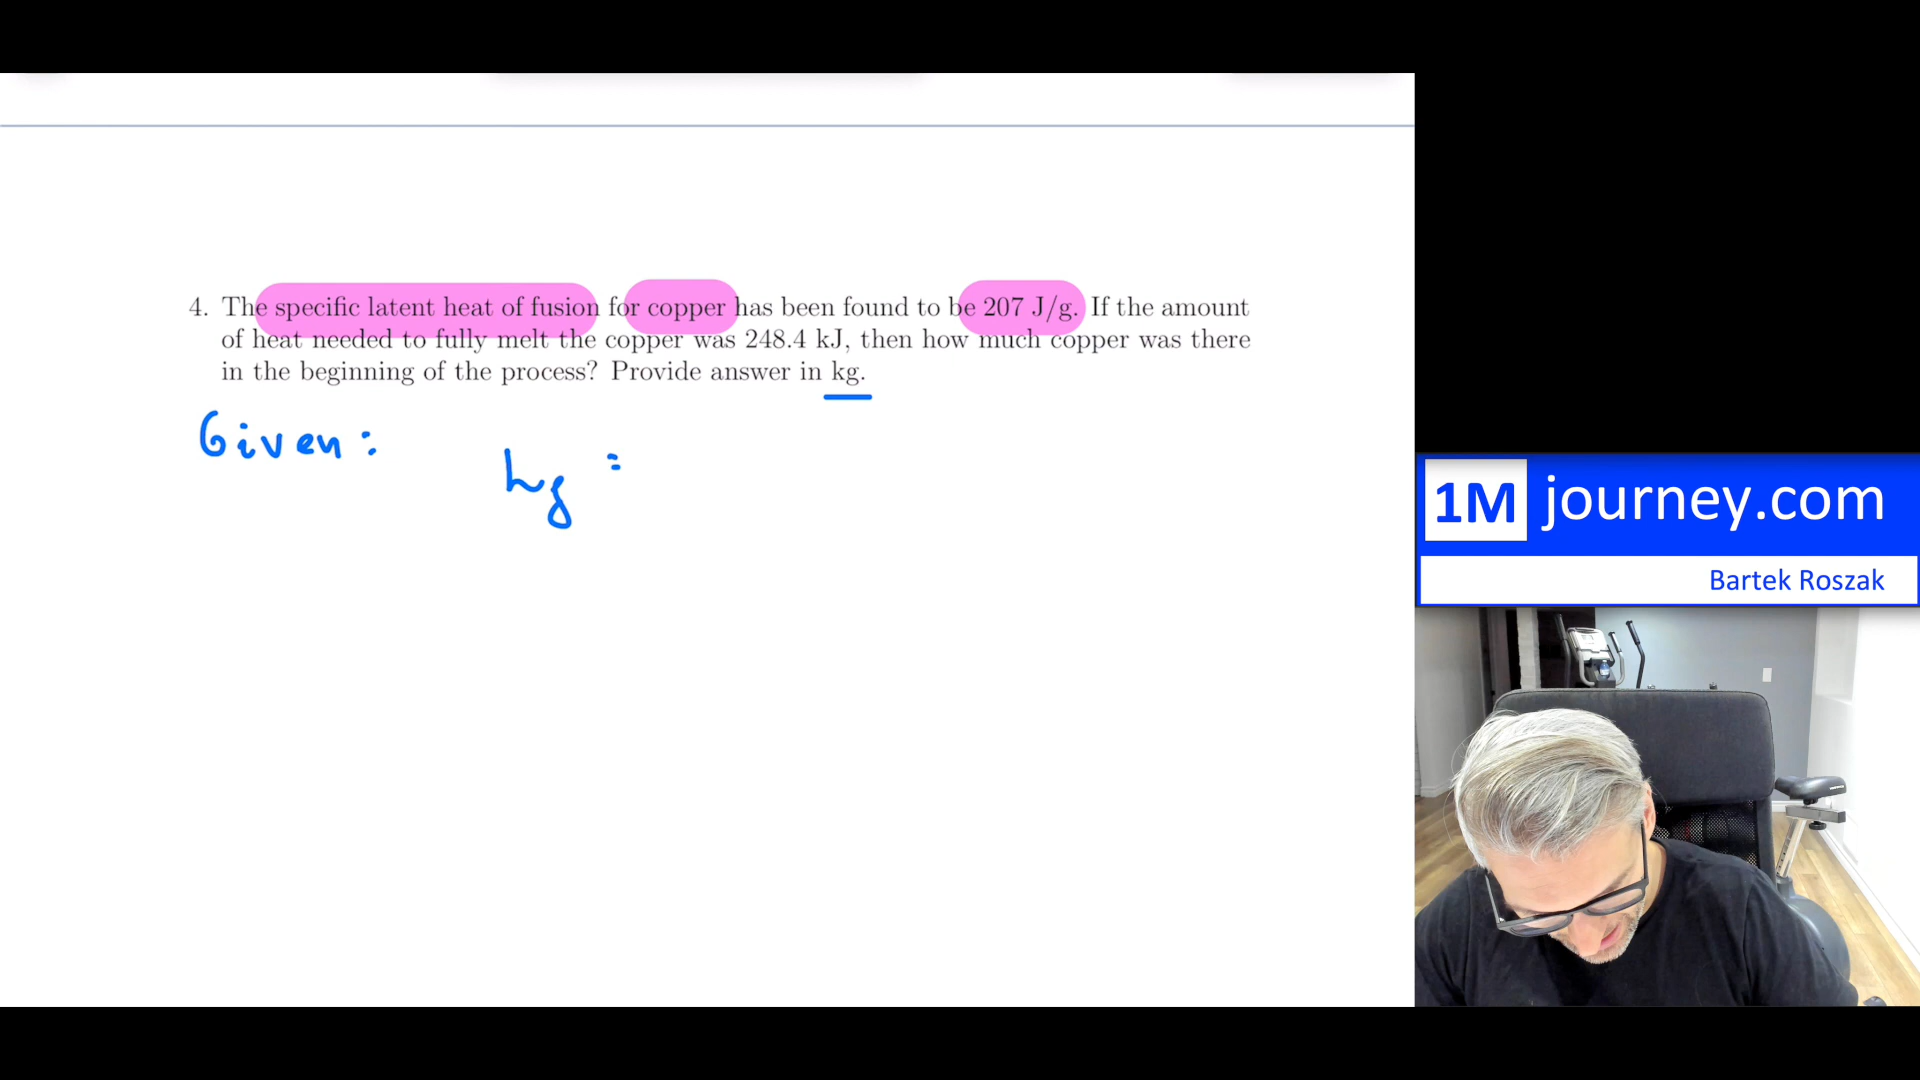 4. The specific latent heat of fusion for copper has been found to be 207 J/g. If the amount
of heat needed to fully melt the copper was 248.4 kJ, then how much copper was there
in the beginning of the process? Provide answer in kg.
Given:
Lf =
1M journey.com
Bartek Roszak